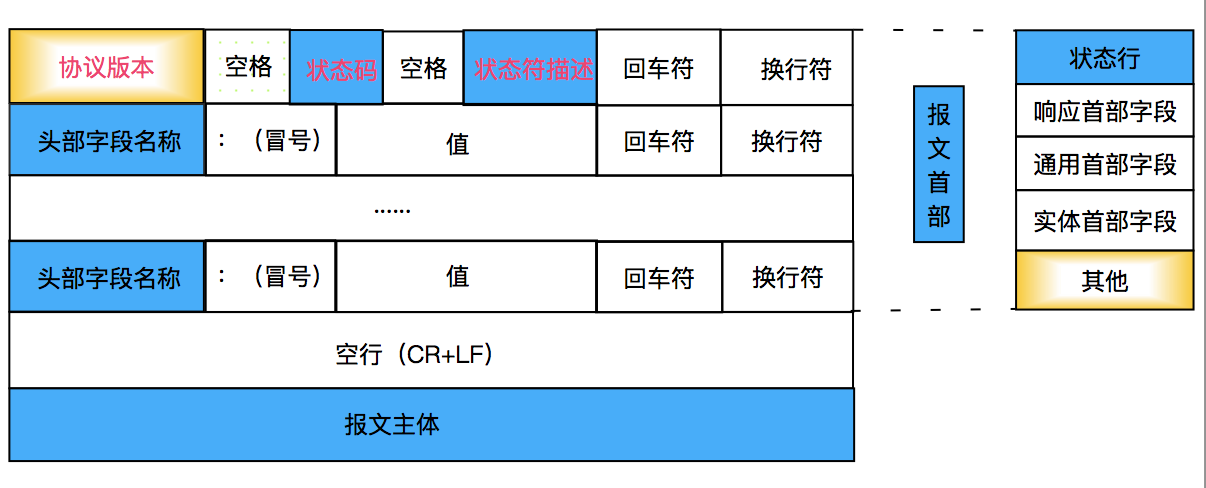 协议版本 空格 状态码 空格 状态符描述 回车符 换行符
头部字段名称 ：（冒号） 值 回车符 换行符
······
头部字段名称 ：（冒号） 值 回车符 换行符
空行（CR+LF）
报文主体
报
文
首
部
状态行
响应首部字段
通用首部字段
实体首部字段
其他